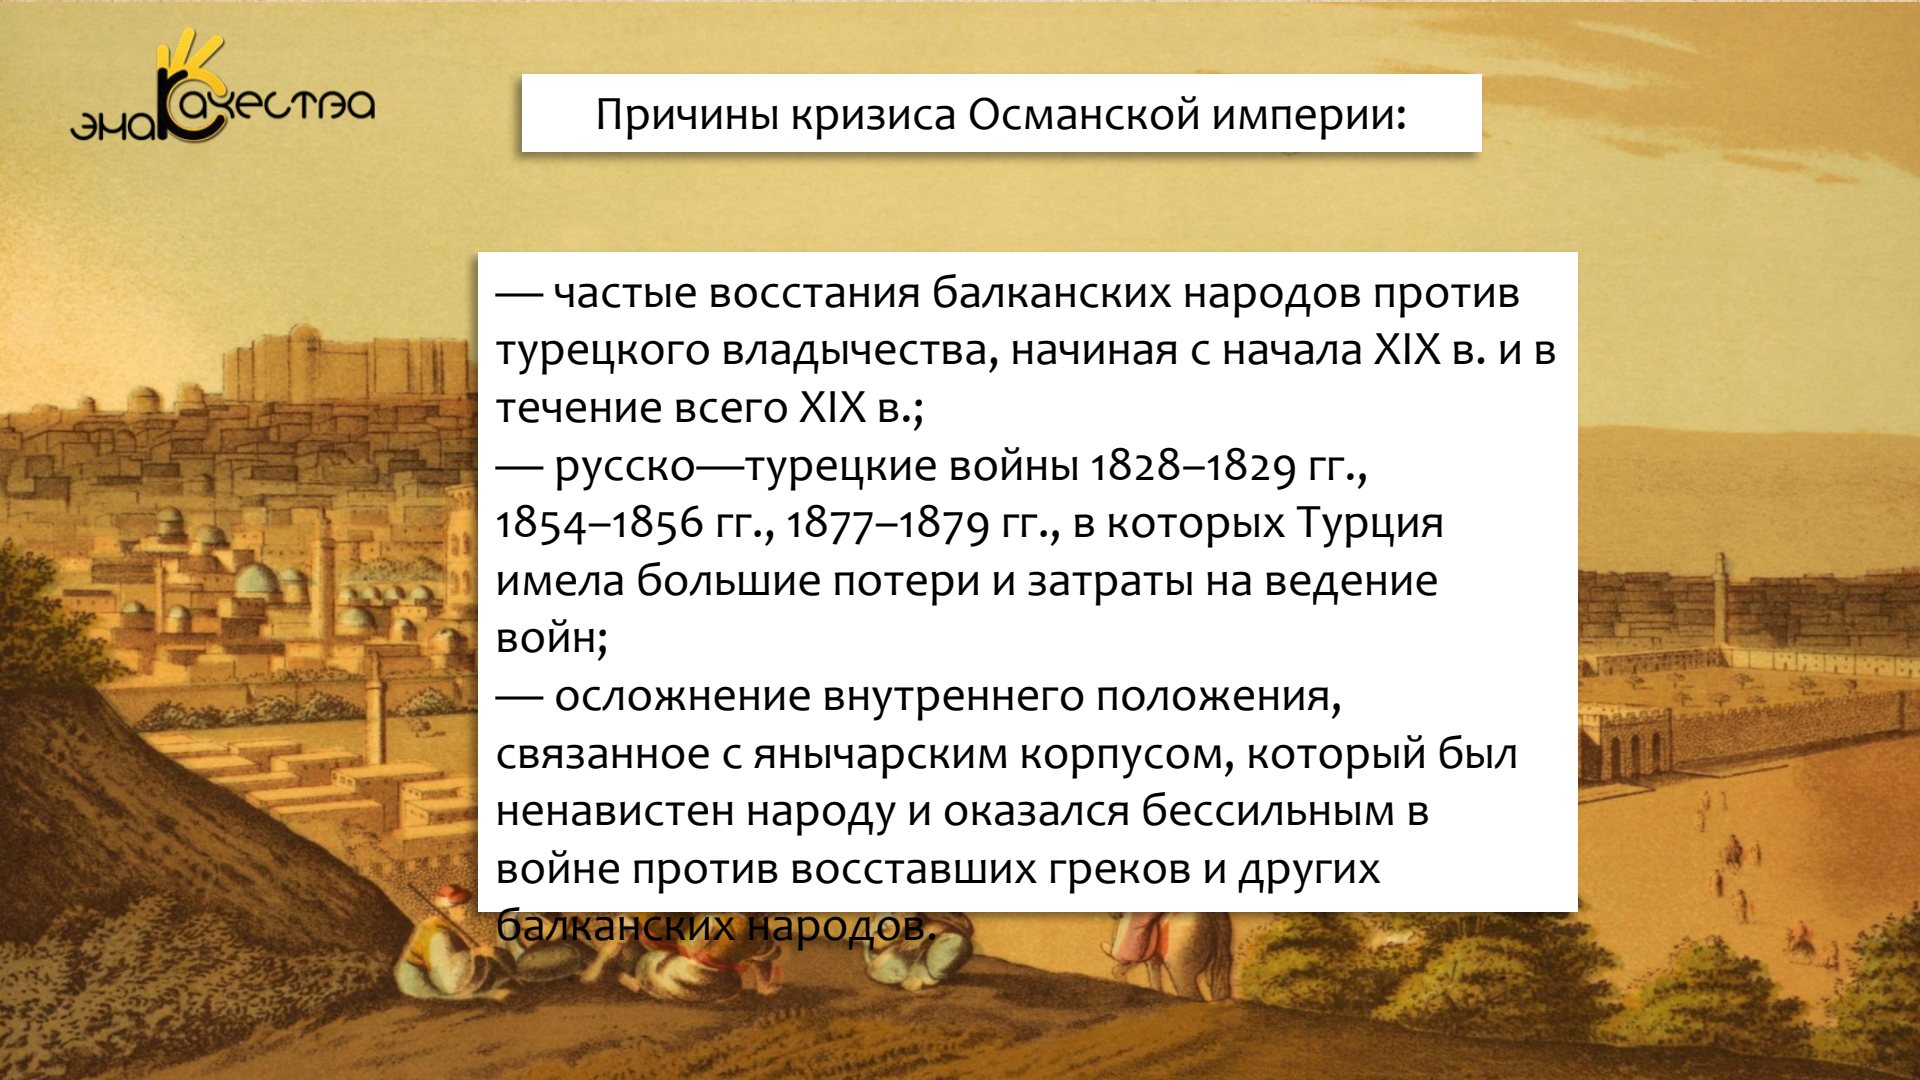 знак качества
Причины кризиса Османской империи:
— частые восстания балканских народов против
турецкого владычества, начиная с начала XIX в. и в
течение всего XIX в.;
— русско—турецкие войны 1828–1829 гг.,
1854–1856 гг., 1877–1879 гг., в которых Турция
имела большие потери и затраты на ведение
войн;
— осложнение внутреннего положения,
связанное с янычарским корпусом, который был
ненавистен народу и оказался бессильным в
войне против восставших греков и других
балканских народов.